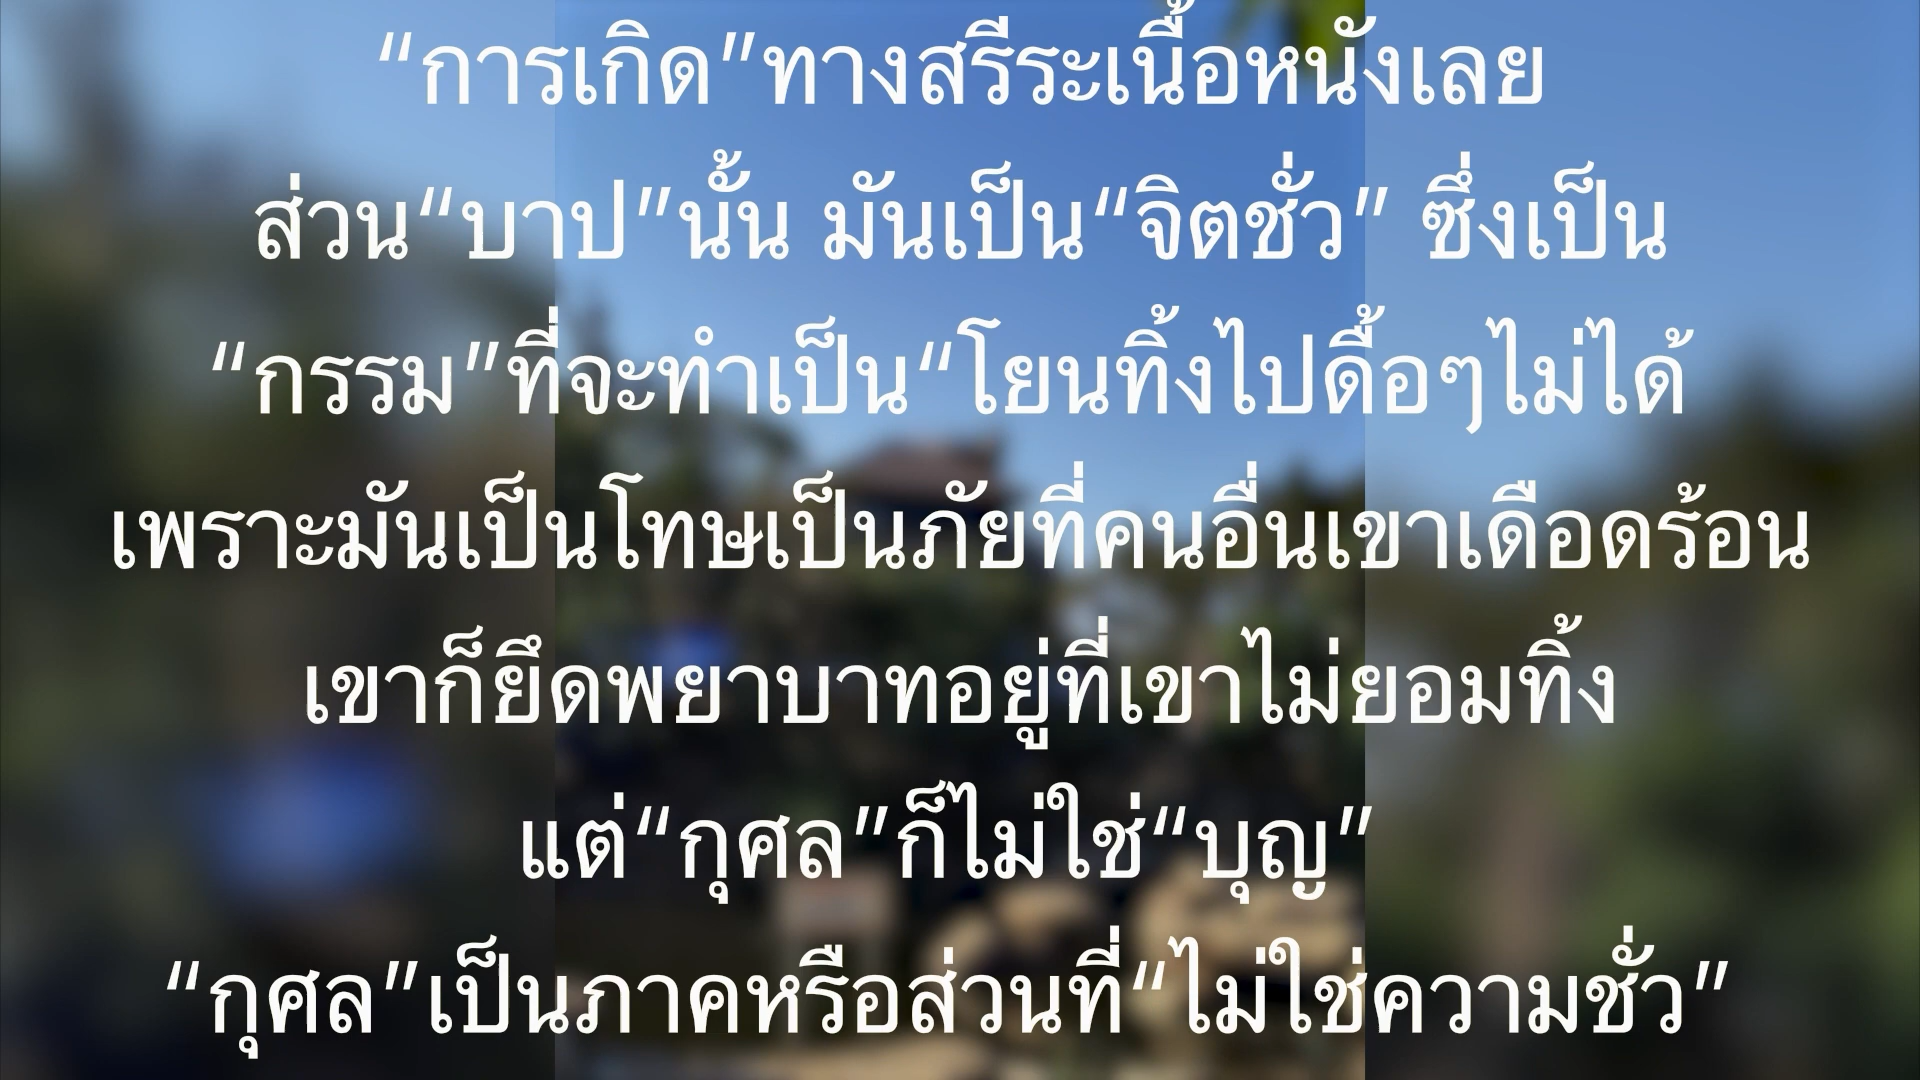 “การเกิด”ทางสรีระเนื้อหนังเลย
ส่วน“บาป”นั้น มันเป็น“จิตชั่ว” ซึ่งเป็น
“กรรม”ที่จะทำเป็น“โยนทิ้งไปดื้อๆไม่ได้
เพราะมันเป็นโทษเป็นภัยที่คนอื่นเขาเดือดร้อน
เขาก็ยึดพยาบาทอยู่ที่เขาไม่ยอมทิ้ง
แต่“กุศล”ก็ไม่ใช่“บุญ”
“กุศล”เป็นภาคหรือส่วนที่“ไม่ใช่ความชั่ว”